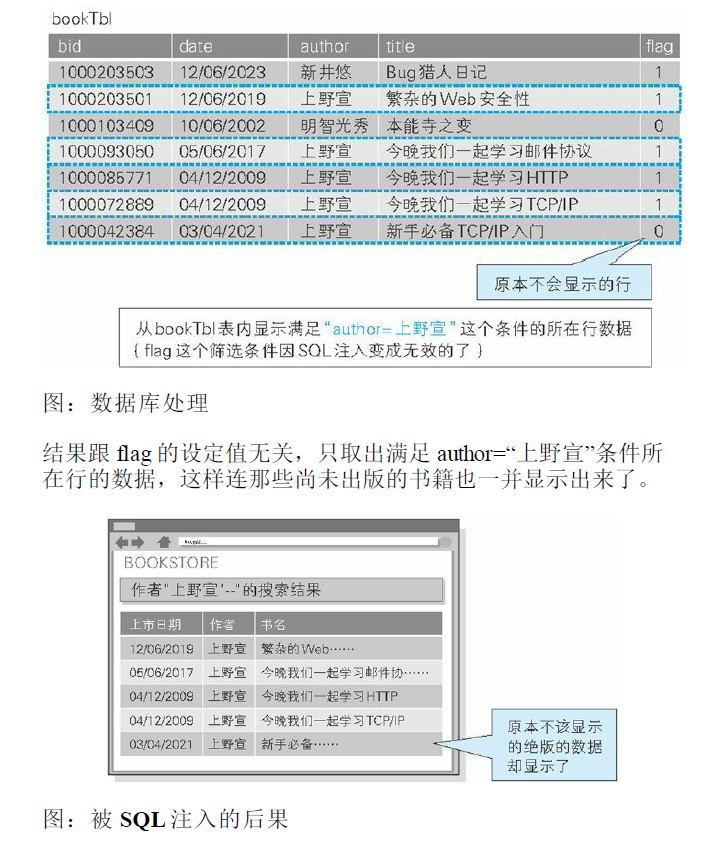 bookTbl
bid date author title flag
1000203503 12/06/2023 新井悠 Bug猎人日记 1
1000203501 12/06/2019 上野宣 繁杂的Web安全性 1
1000103409 10/06/2002 明智光秀 本能寺之变 0
1000093050 05/06/2017 上野宣 今晚我们一起学习邮件协议 1
1000085771 04/12/2009 上野宣 今晚我们一起学习HTTP 1
1000072889 04/12/2009 上野宣 今晚我们一起学习TCP/IP 1
1000042384 03/04/2021 上野宣 新手必备TCP/IP入门 0
原本不会显示的行
从bookTbl表内显示满足“author=上野宣”这个条件的所在行数据
{ flag这个筛选条件因SQL注入变成无效的了 }
图：数据库处理
结果跟 flag 的设定值无关，只取出满足 author=“上野宣”条件所
在行的数据，这样连那些尚未出版的书籍也一并显示出来了。
BOOKSTORE
作者"上野宣'--"的搜索结果
上市日期 作者 书名
12/06/2019 上野宣 繁杂的Web……
05/06/2017 上野宣 今晚我们一起学习邮件协……
04/12/2009 上野宣 今晚我们一起学习HTTP
04/12/2009 上野宣 今晚我们一起学习TCP/IP
03/04/2021 上野宣 新手必备……
原本不该显示
的绝版的数据
却显示了
图：被 SQL 注入的后果